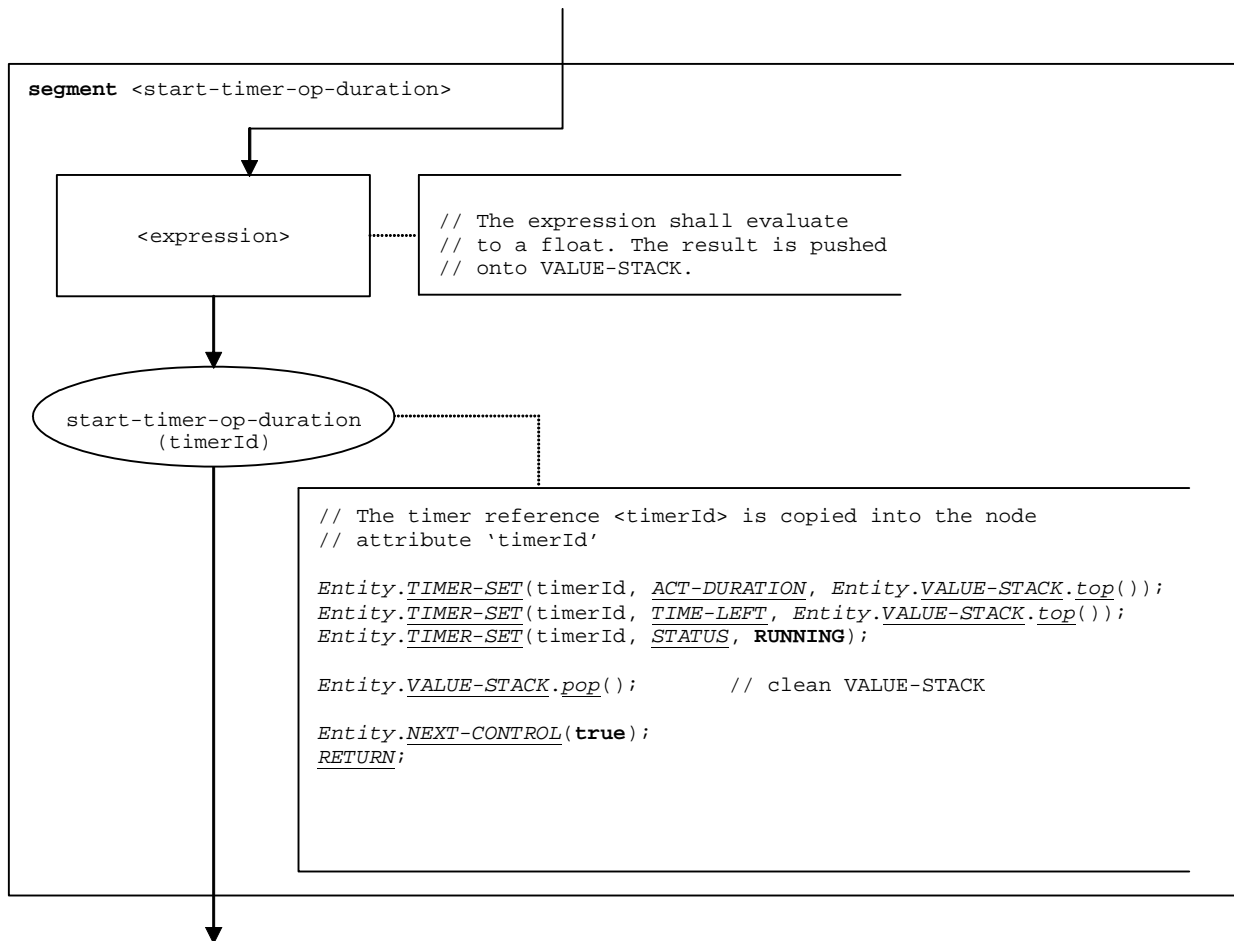 segment <start-timer-op-duration>
<expression>
// The expression shall evaluate
// to a float. The result is pushed
// onto VALUE-STACK.
start-timer-op-duration
(timerId)
// The timer reference <timerId> is copied into the node
// attribute ‘timerId’
Entity.TIMER-SET(timerId, ACT-DURATION, Entity.VALUE-STACK.top());
Entity.TIMER-SET(timerId, TIME-LEFT, Entity.VALUE-STACK.top());
Entity.TIMER-SET(timerId, STATUS, RUNNING);
Entity.VALUE-STACK.pop(); // clean VALUE-STACK
Entity.NEXT-CONTROL(true);
RETURN;